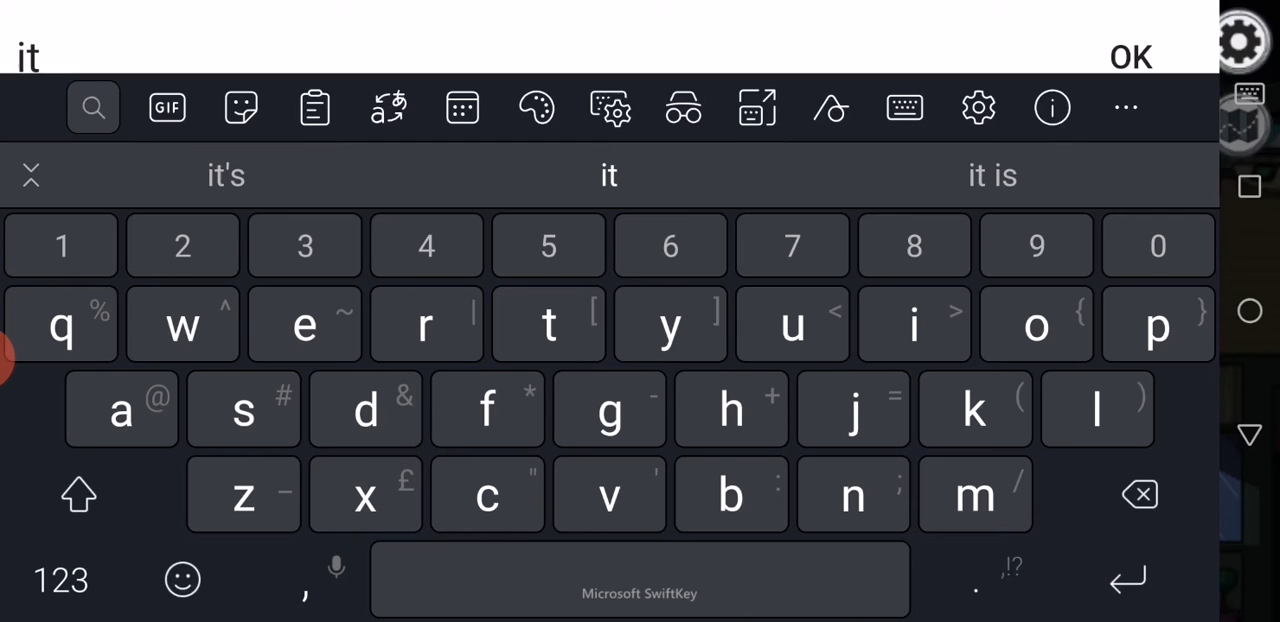 it
OK
GIF
it's it it is
1 2 3 4 5 6 7 8 9 0
q % w ^ e ~ r | t [ y ] u < i > o { p }
a @ s # d & f * g - h + j = k ( l )
z – x £ c " v ' b : n ; m /
123 , Microsoft SwiftKey . ,!?